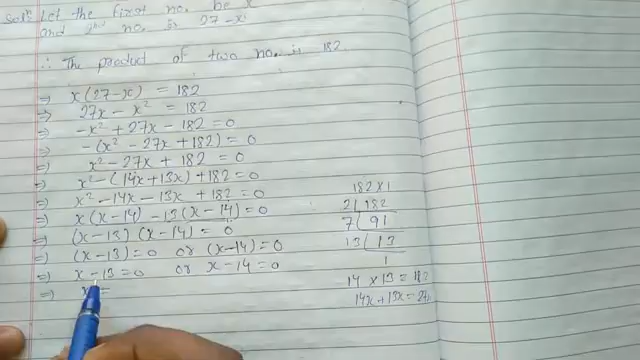 Solⁿ Let the first no. be x
and 2nd no. is 27-x
∴ The product of two no. is 182.
⇒ x(27-x) = 182
⇒ 27x - x² = 182
⇒ -x² + 27x - 182 = 0
⇒ -(x² - 27x + 182) = 0
⇒ x² - 27x + 182 = 0
⇒ x² - (14x + 13x) + 182 = 0
⇒ x² - 14x - 13x + 182 = 0
⇒ x(x-14) - 13(x-14) = 0
⇒ (x-13) (x-14) = 0
⇒ (x-13) = 0 or (x-14) = 0
⇒ x - 13 = 0 or x - 14 = 0
⇒ x =
182 x 1
2 | 182
7 | 91
13 | 13
1
14 x 13 = 182
14x + 13x = 27x